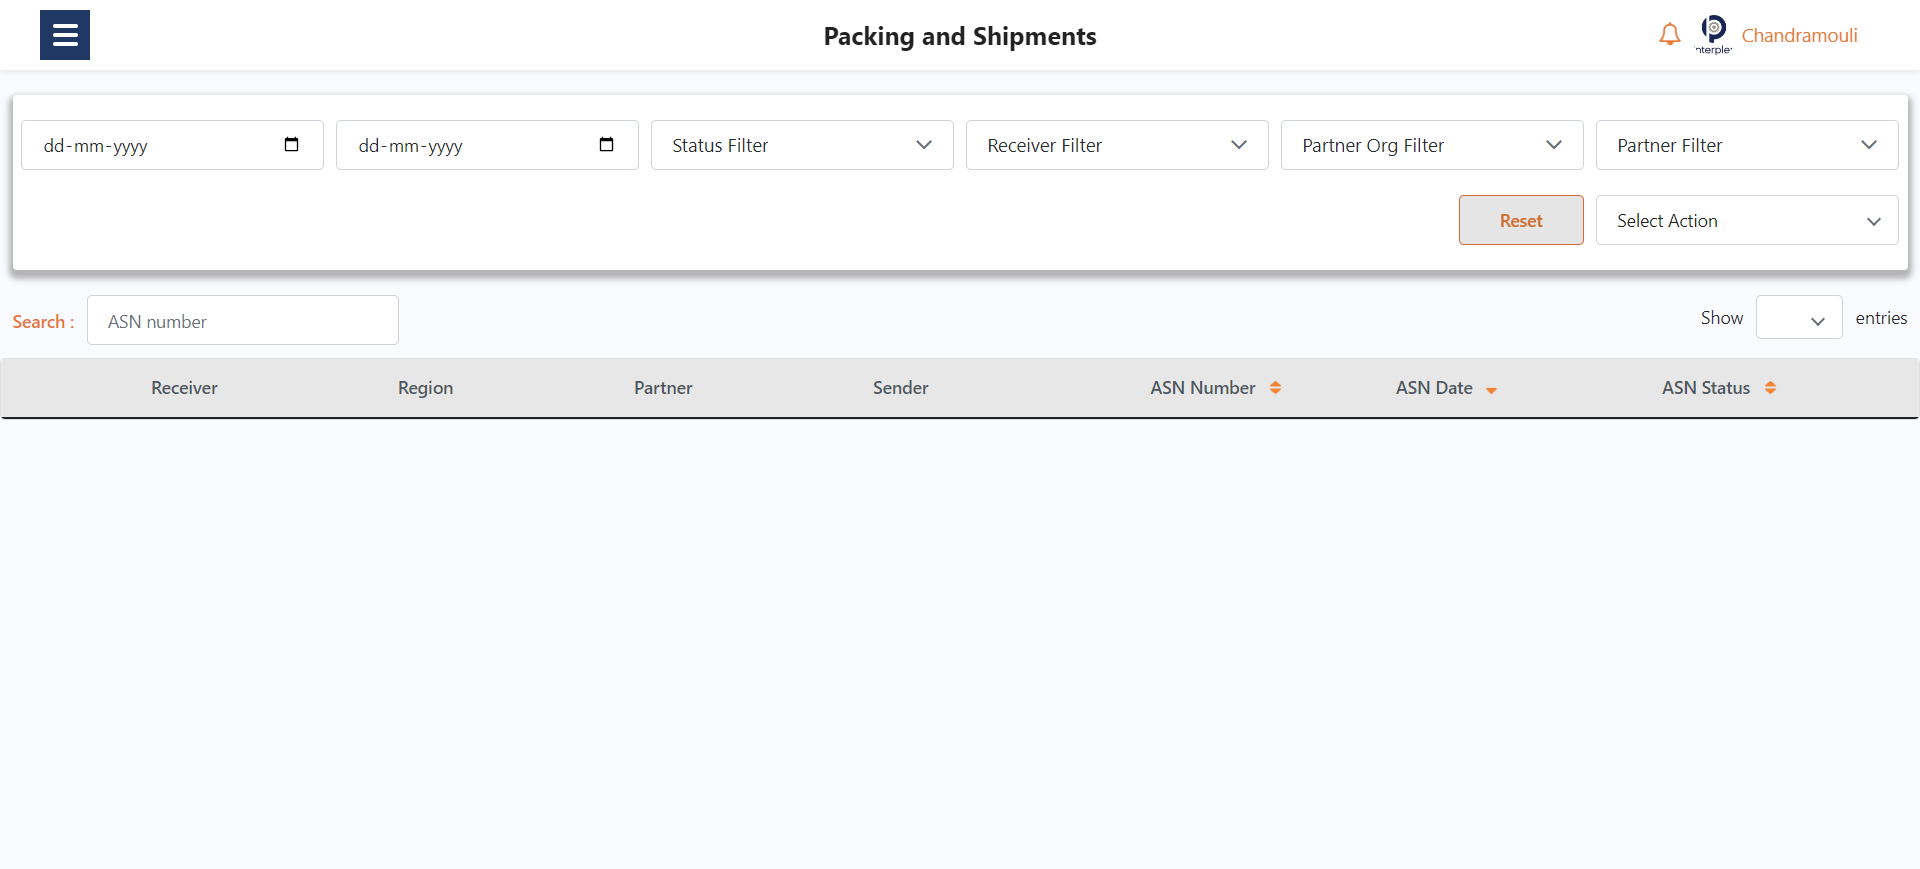 Packing and Shipments
Chandramouli
dd-mm-yyyy
dd-mm-yyyy
Status Filter
Receiver Filter
Partner Org Filter
Partner Filter
Reset
Select Action
Search :
ASN number
Show
entries
Receiver
Region
Partner
Sender
ASN Number
ASN Date
ASN Status